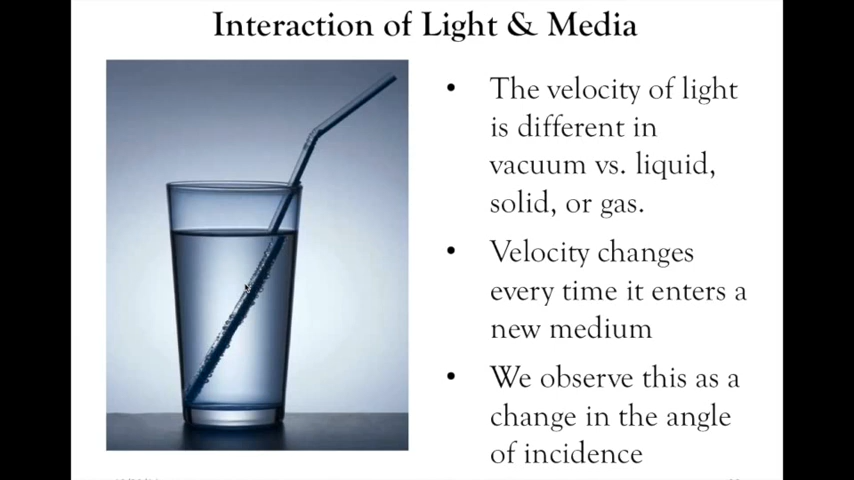 Interaction of Light & Media
• The velocity of light
is different in
vacuum vs. liquid,
solid, or gas.
• Velocity changes
every time it enters a
new medium
• We observe this as a
change in the angle
of incidence